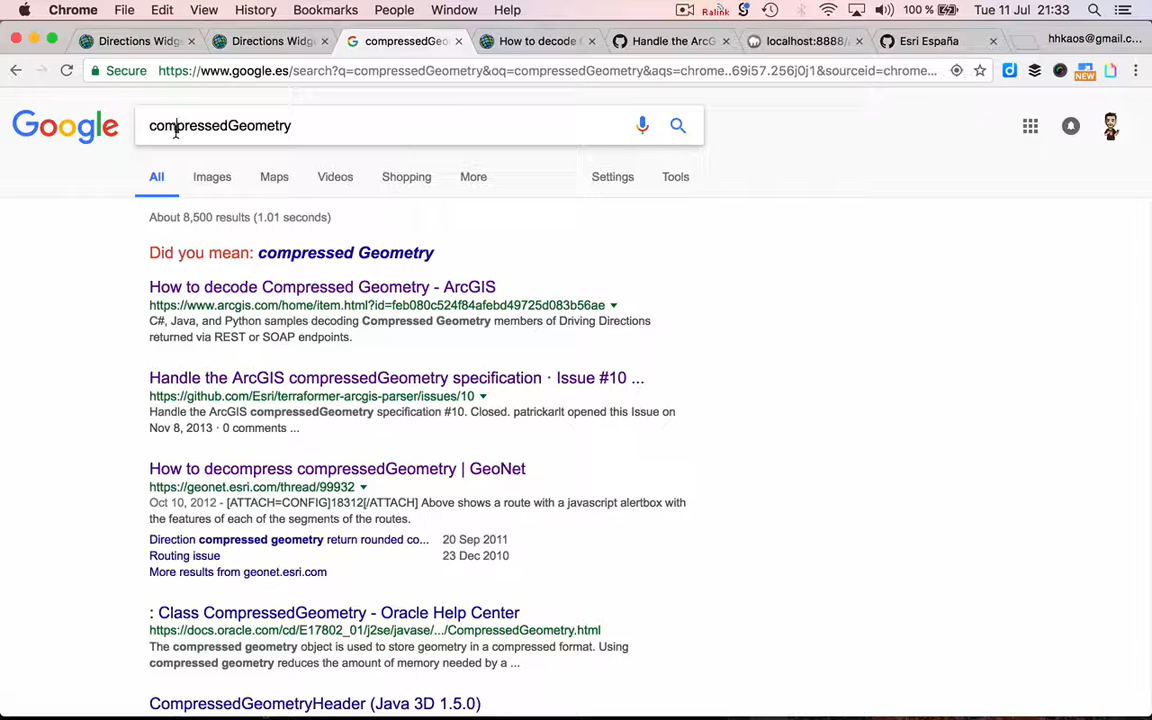 Chrome File Edit View History Bookmarks People Window Help Ralink 100 % Tue 11 Jul 21:33
Directions Widg Directions Widg compressedGeo How to decode Handle the ArcG localhost:8888/ Esri España hhkaos@gmail.c...
Secure https://www.google.es/search?q=compressedGeometry&oq=compressedGeometry&aqs=chrome..69i57.256j0j1&sourceid=chrome... NEW
Google compressedGeometry
All Images Maps Videos Shopping More Settings Tools
About 8,500 results (1.01 seconds)
Did you mean: compressed Geometry
How to decode Compressed Geometry - ArcGIS
https://www.arcgis.com/home/item.html?id=feb080c524f84afebd49725d083b56ae
C#, Java, and Python samples decoding Compressed Geometry members of Driving Directions
returned via REST or SOAP endpoints.
Handle the ArcGIS compressedGeometry specification · Issue #10 ...
https://github.com/Esri/terraformer-arcgis-parser/issues/10
Handle the ArcGIS compressedGeometry specification #10. Closed. patrickarlt opened this Issue on
Nov 8, 2013 · 0 comments ...
How to decompress compressedGeometry | GeoNet
https://geonet.esri.com/thread/99932
Oct 10, 2012 - [ATTACH=CONFIG]18312[/ATTACH] Above shows a route with a javascript alertbox with
the features of each of the segments of the routes.
Direction compressed geometry return rounded co... 20 Sep 2011
Routing issue 23 Dec 2010
More results from geonet.esri.com
: Class CompressedGeometry - Oracle Help Center
https://docs.oracle.com/cd/E17802_01/j2se/javase/.../CompressedGeometry.html
The compressed geometry object is used to store geometry in a compressed format. Using
compressed geometry reduces the amount of memory needed by a ...
CompressedGeometryHeader (Java 3D 1.5.0)